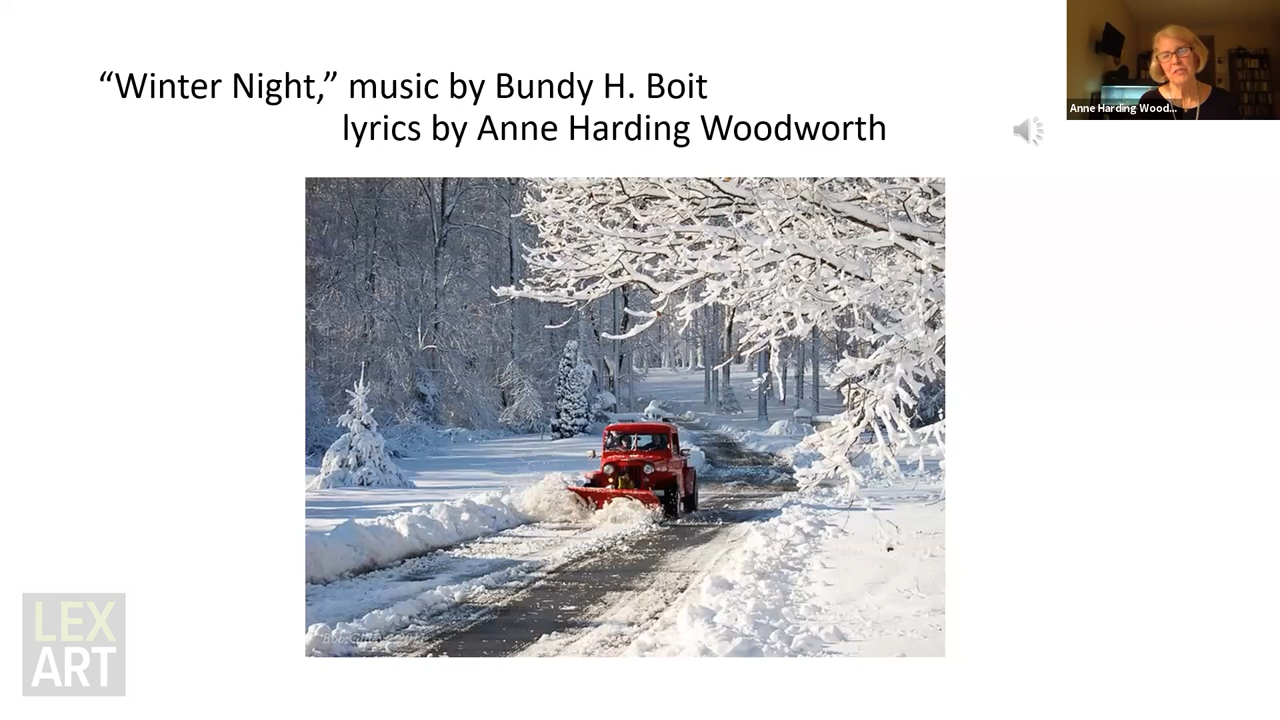 “Winter Night,” music by Bundy H. Boit
lyrics by Anne Harding Woodworth
Anne Harding Wood...
LEX
ART